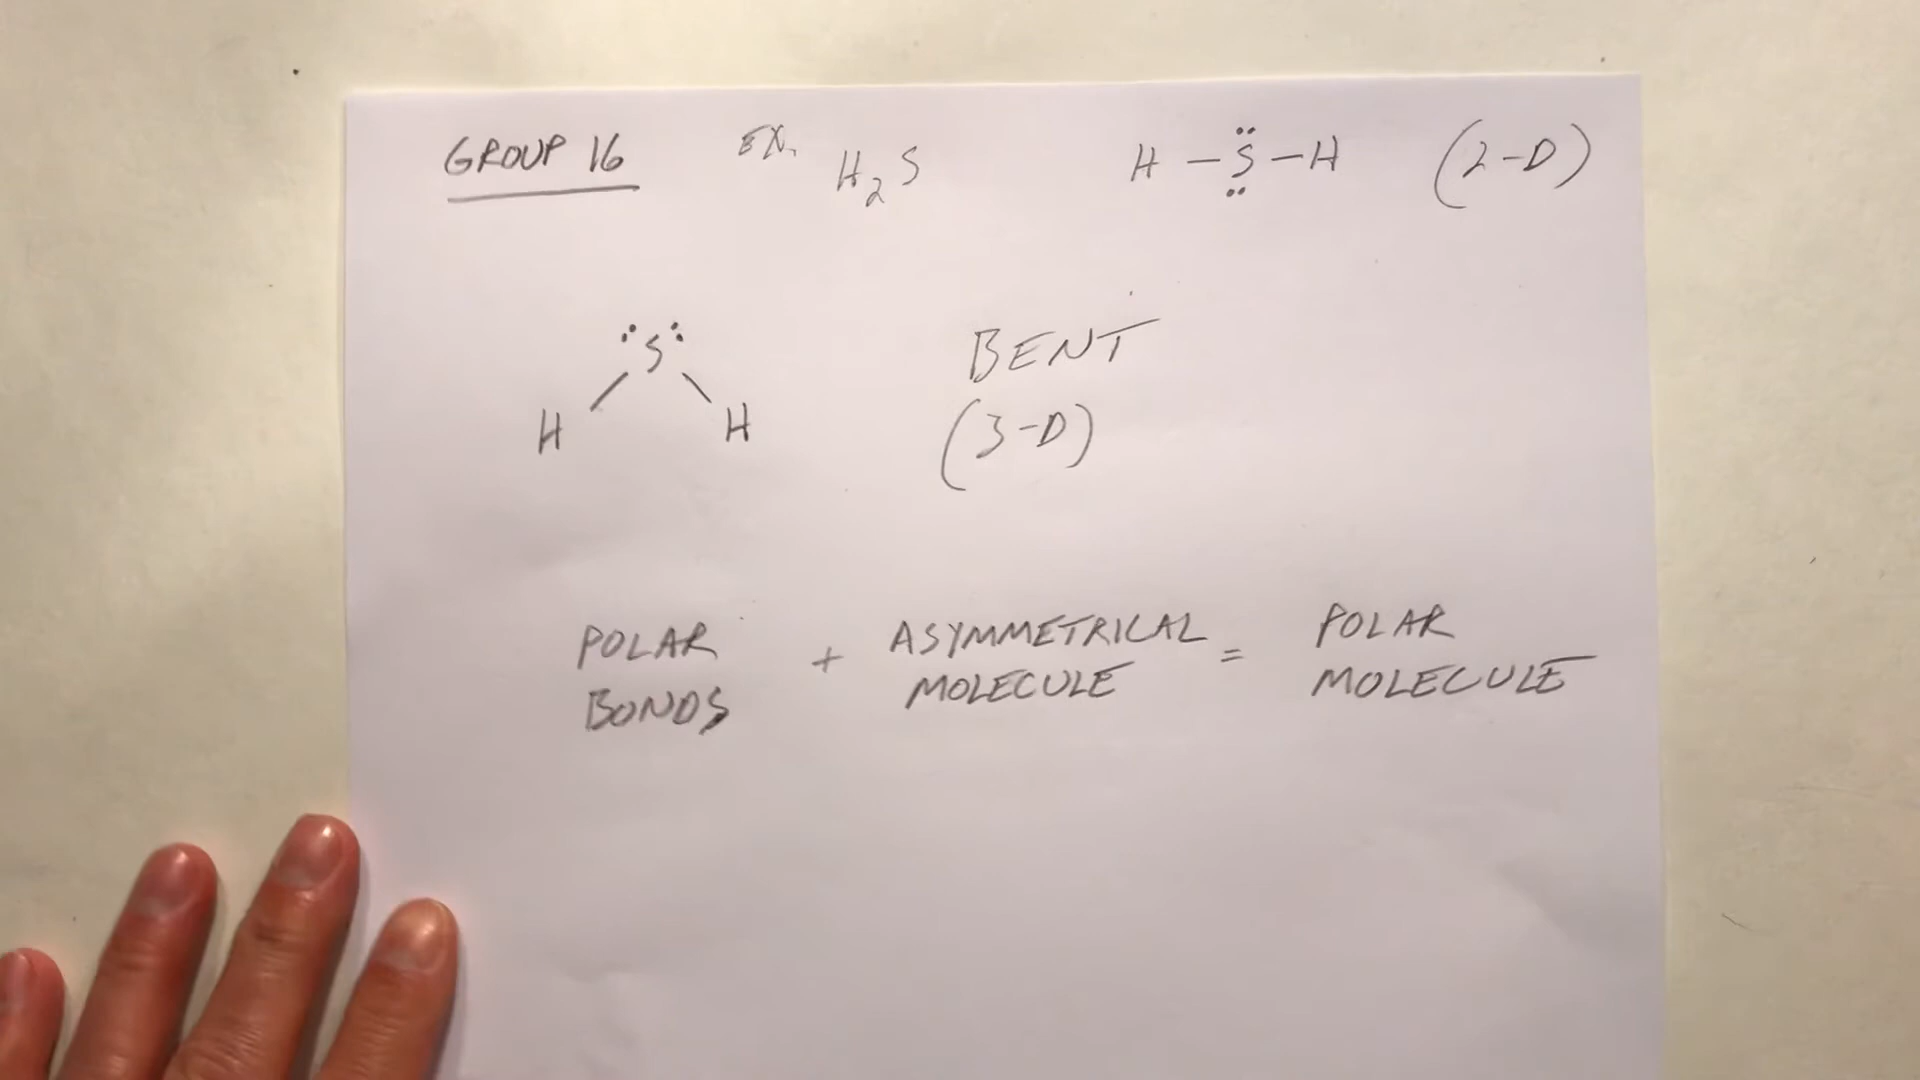 GROUP 16 EX. H₂S H–S̈–H (2-D)
S
H H
BENT
(3-D)
POLAR BONDS + ASYMMETRICAL MOLECULE = POLAR MOLECULE